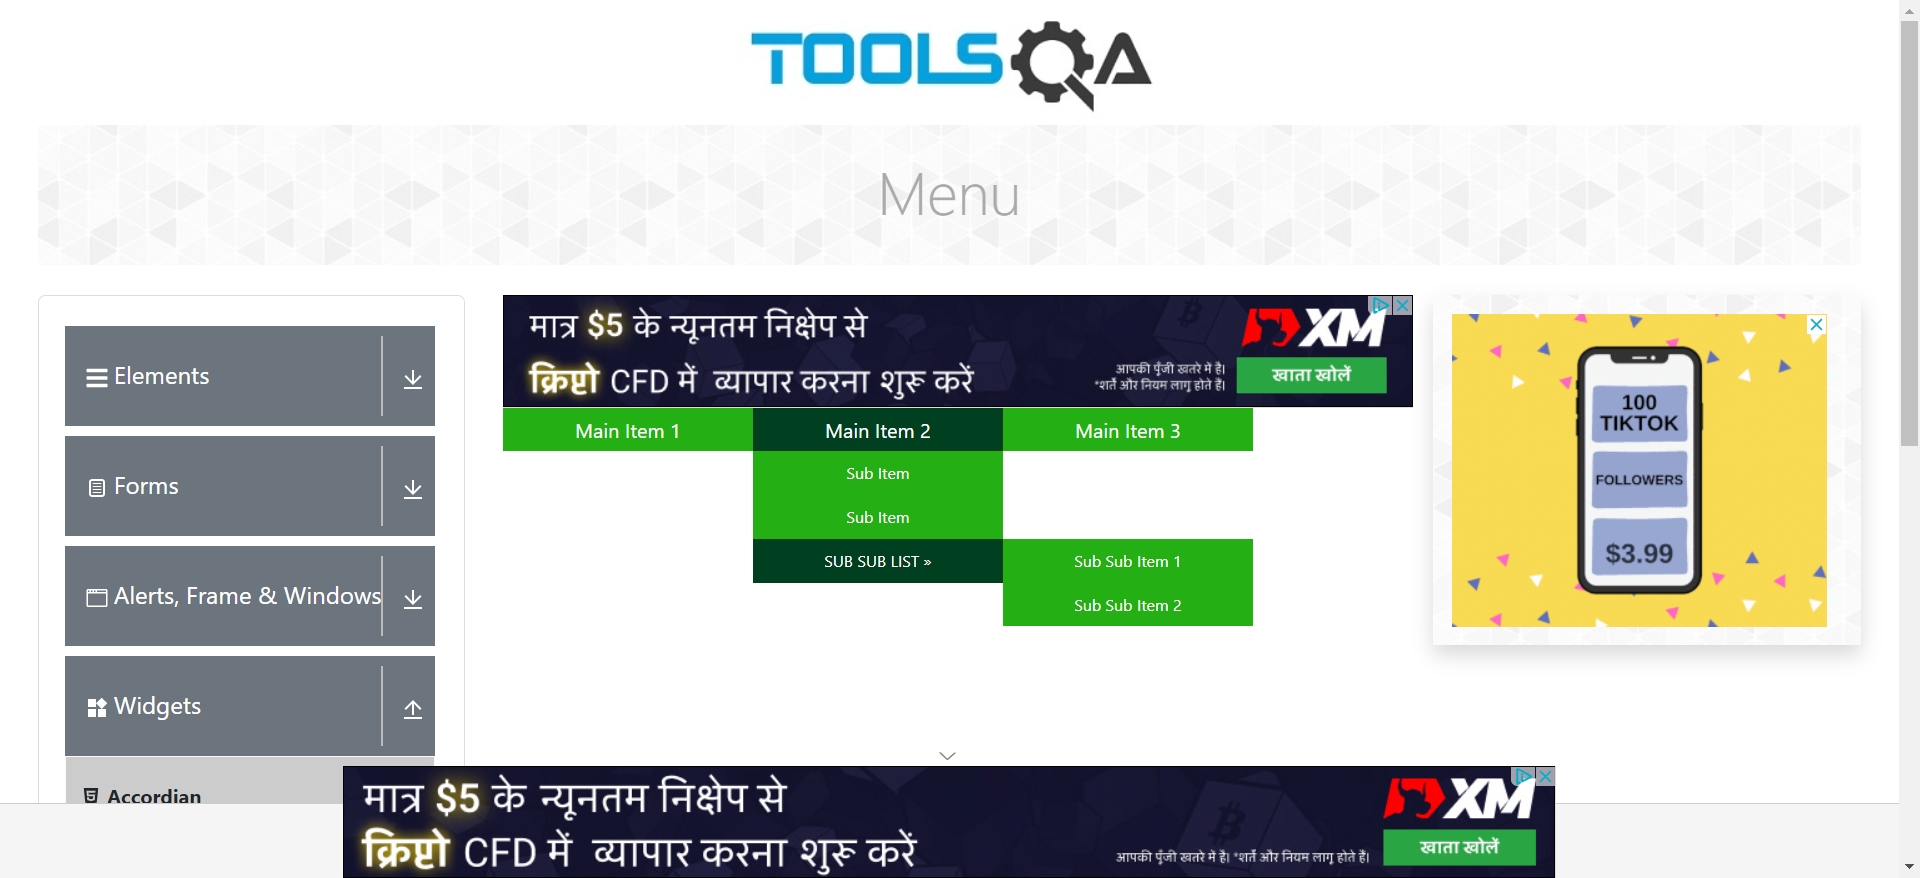 TOOLSQA
Menu
Elements
Forms
Alerts, Frame & Windows
Widgets
Accordian
मात्र $5 के न्यूनतम निक्षेप से
क्रिप्टो CFD में व्यापार करना शुरू करें
XM
आपकी पूँजी खतरे में है।
*शर्तें और नियम लागू होते हैं।
खाता खोलें
Main Item 1
Main Item 2
Main Item 3
Sub Item
Sub Item
SUB SUB LIST »
Sub Sub Item 1
Sub Sub Item 2
100
TIKTOK
FOLLOWERS
$3.99
मात्र $5 के न्यूनतम निक्षेप से
क्रिप्टो CFD में व्यापार करना शुरू करें
XM
आपकी पूँजी खतरे में है। *शर्तें और नियम लागू होते हैं।
खाता खोलें